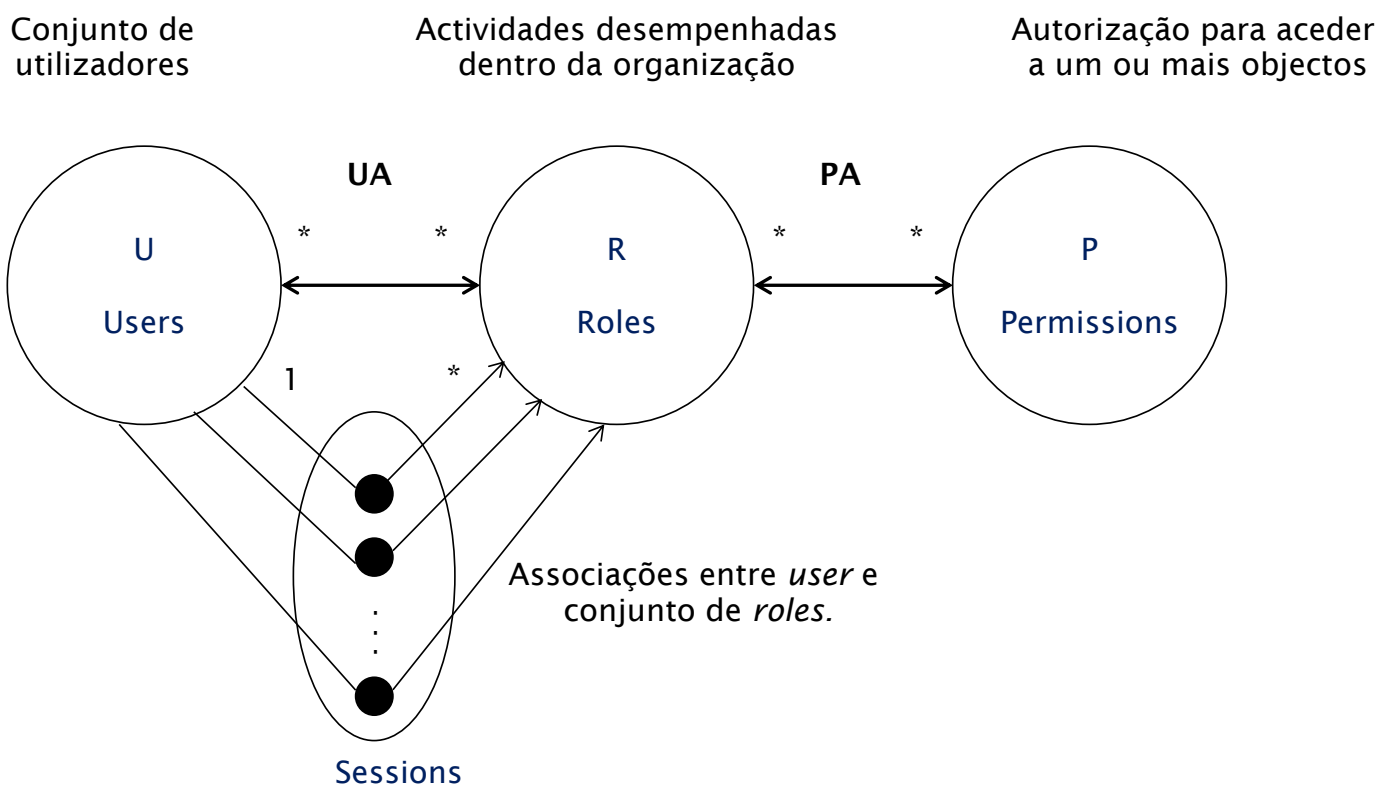 Conjunto de
utilizadores
Actividades desempenhadas
dentro da organização
Autorização para aceder
a um ou mais objectos
UA
PA
* *
* *
U
Users
R
Roles
P
Permissions
1 *
Associações entre user e
conjunto de roles.
Sessions